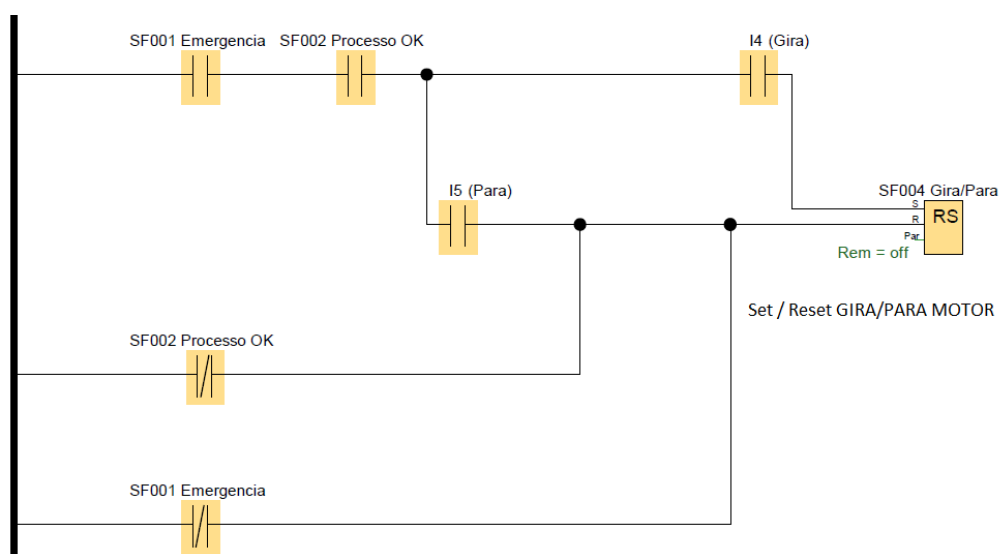 SF001 Emergencia SF002 Processo OK I4 (Gira)
I5 (Para) SF004 Gira/Para
S
R RS
Par
Rem = off
Set / Reset GIRA/PARA MOTOR
SF002 Processo OK
SF001 Emergencia